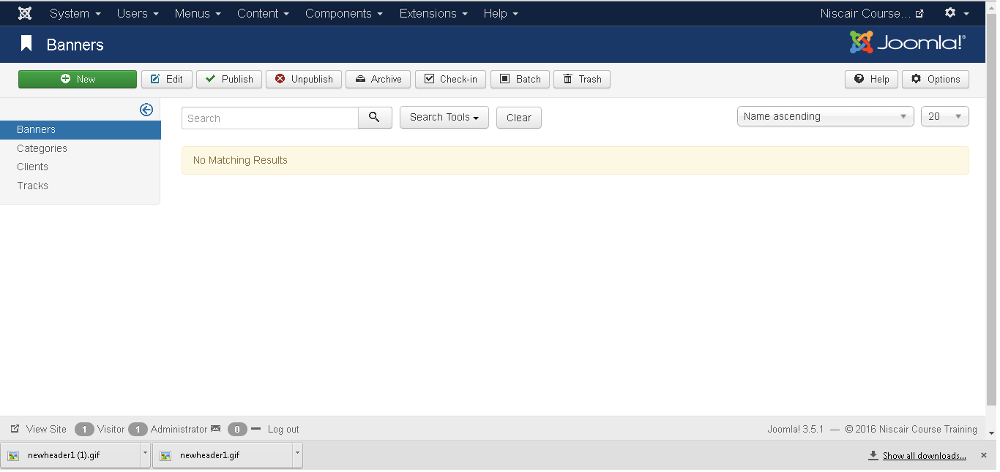 System Users Menus Content Components Extensions Help Niscair Course...
Banners Joomla!®
New Edit Publish Unpublish Archive Check-in Batch Trash Help Options
Search Search Tools Clear Name ascending 20
Banners
Categories
Clients
Tracks
No Matching Results
View Site 1 Visitor 1 Administrator 0 Log out Joomla! 3.5.1 — © 2016 Niscair Course Training
newheader1 (1).gif newheader1.gif Show all downloads...